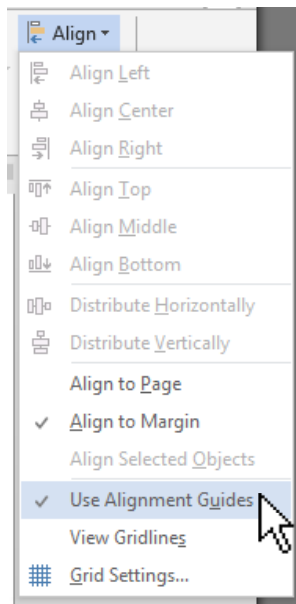 Align
Align Left
Align Center
Align Right
Align Top
Align Middle
Align Bottom
Distribute Horizontally
Distribute Vertically
Align to Page
Align to Margin
Align Selected Objects
Use Alignment Guides
View Gridlines
Grid Settings...